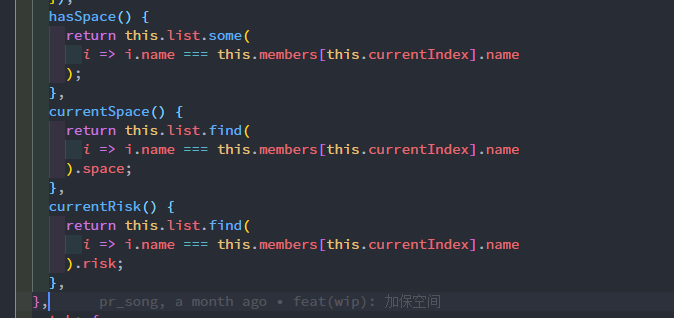 });
hasSpace() {
return this.list.some(
i => i.name === this.members[this.currentIndex].name
);
},
currentSpace() {
return this.list.find(
i => i.name === this.members[this.currentIndex].name
).space;
},
currentRisk() {
return this.list.find(
i => i.name === this.members[this.currentIndex].name
).risk;
},
}, pr_song, a month ago • feat(wip): 加保空间